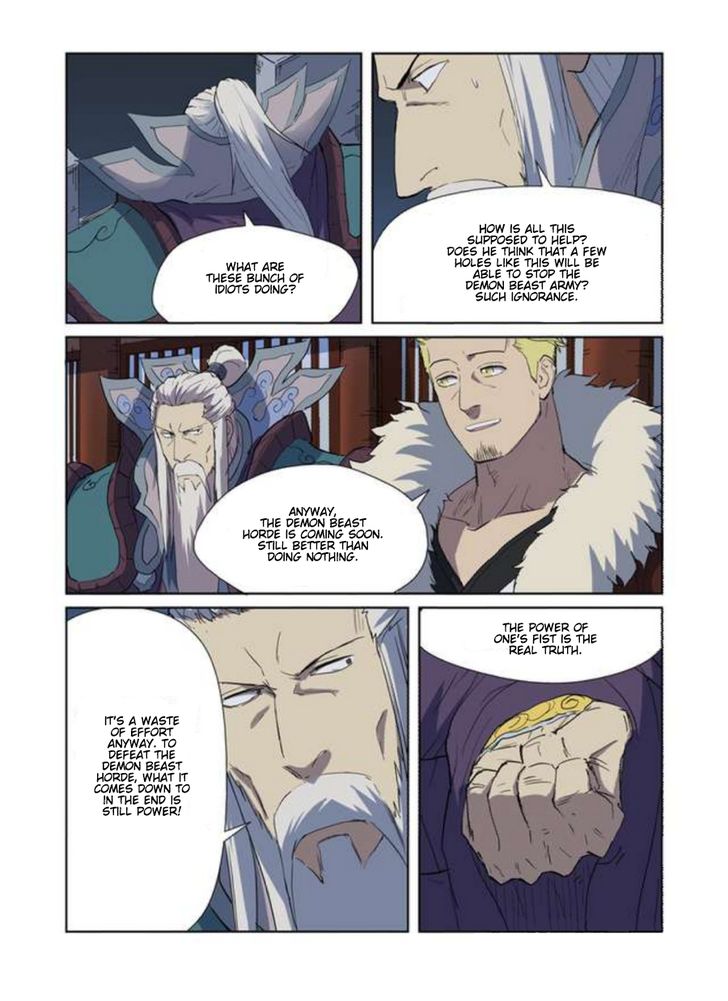 WHAT ARE
THESE BUNCH OF
IDIOTS DOING?
HOW IS ALL THIS
SUPPOSED TO HELP?
DOES HE THINK THAT A FEW
HOLES LIKE THIS WILL BE
ABLE TO STOP THE
DEMON BEAST ARMY?
SUCH IGNORANCE.
ANYWAY,
THE DEMON BEAST
HORDE IS COMING SOON.
STILL BETTER THAN
DOING NOTHING.
IT'S A WASTE
OF EFFORT
ANYWAY. TO
DEFEAT THE
DEMON BEAST
HORDE, WHAT IT
COMES DOWN TO
IN THE END IS
STILL POWER!
THE POWER OF
ONE'S FIST IS THE
REAL TRUTH.